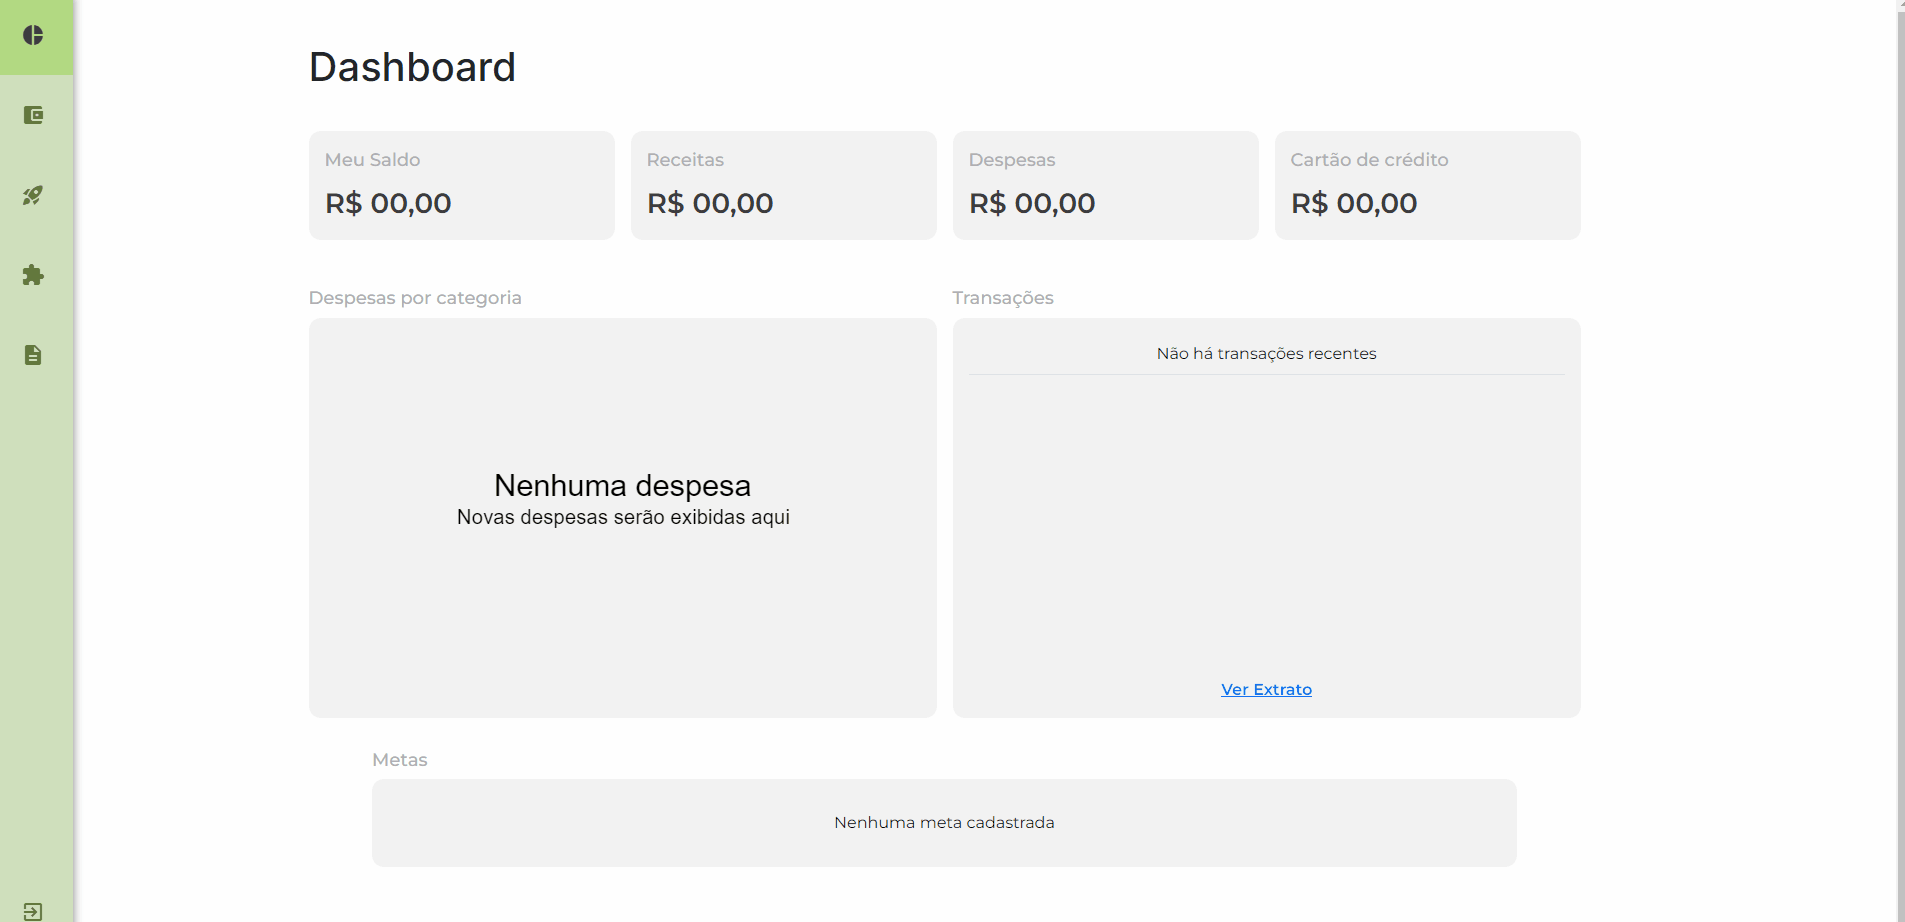 Dashboard
Meu Saldo
R$ 00,00
Receitas
R$ 00,00
Despesas
R$ 00,00
Cartão de crédito
R$ 00,00
Despesas por categoria
Nenhuma despesa
Novas despesas serão exibidas aqui
Transações
Não há transações recentes
Ver Extrato
Metas
Nenhuma meta cadastrada